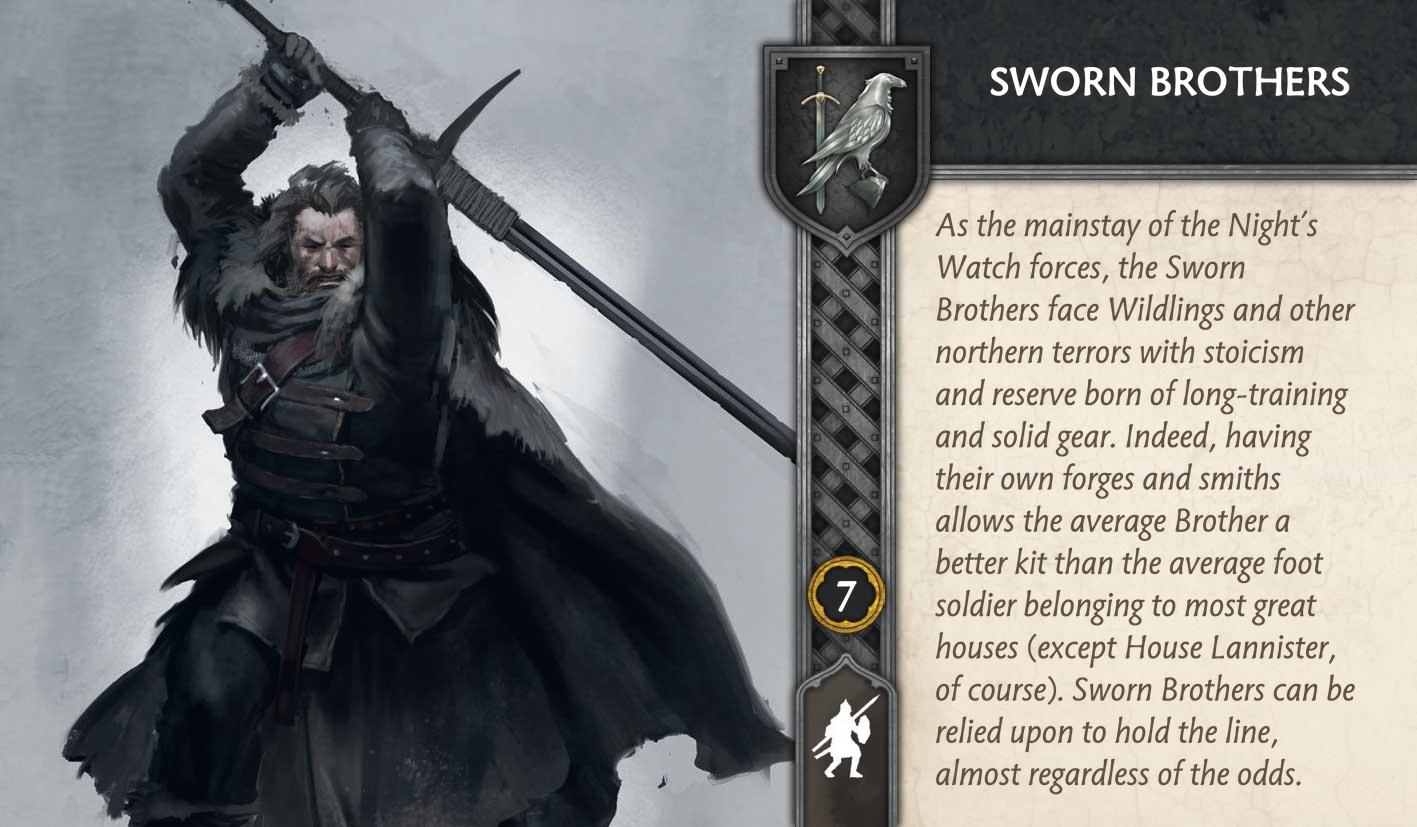 SWORN BROTHERS
As the mainstay of the Night's
Watch forces, the Sworn
Brothers face Wildlings and other
northern terrors with stoicism
and reserve born of long-training
and solid gear. Indeed, having
their own forges and smiths
allows the average Brother a
better kit than the average foot
soldier belonging to most great
houses (except House Lannister,
of course). Sworn Brothers can be
relied upon to hold the line,
almost regardless of the odds.
7